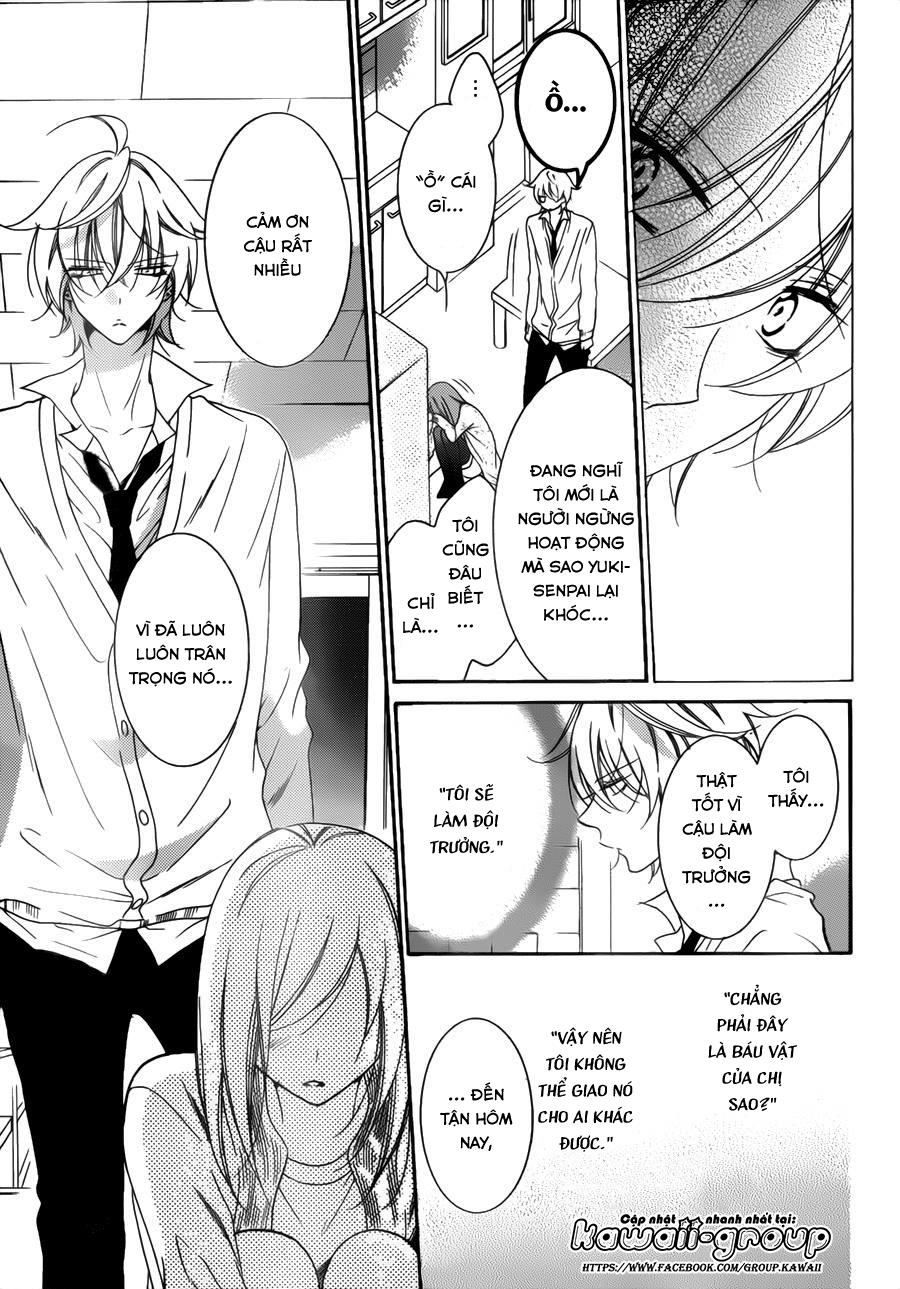 Ồ...
...
"Ồ" CÁI
GÌ...
ĐANG NGHĨ
TÔI MỚI LÀ
NGƯỜI NGỪNG
HOẠT ĐỘNG
MÀ SAO YUKI-
SENPAI LẠI
KHÓC...
TÔI
CŨNG
ĐÂU
BIẾT
...
CHỈ
LÀ...
TÔI
THẤY...
THẬT
TỐT VÌ
CẬU LÀM
ĐỘI
TRƯỞNG
...
"TÔI SẼ
LÀM ĐỘI
TRƯỞNG."
"CHẲNG
PHẢI ĐÂY
LÀ BÁU VẬT
CỦA CHỊ
SAO?"
"VẬY NÊN
TÔI KHÔNG
THỂ GIAO NÓ
CHO AI KHÁC
ĐƯỢC."
... ĐẾN
TẬN HÔM
NAY,
CẢM ƠN
CẬU RẤT
NHIỀU
VÌ ĐÃ LUÔN
LUÔN TRÂN
TRỌNG NÓ...
Cập nhật nhanh nhất tại:
Kawaii-group
HTTPS://WWW.FACEBOOK.COM/GROUP.KAWAII